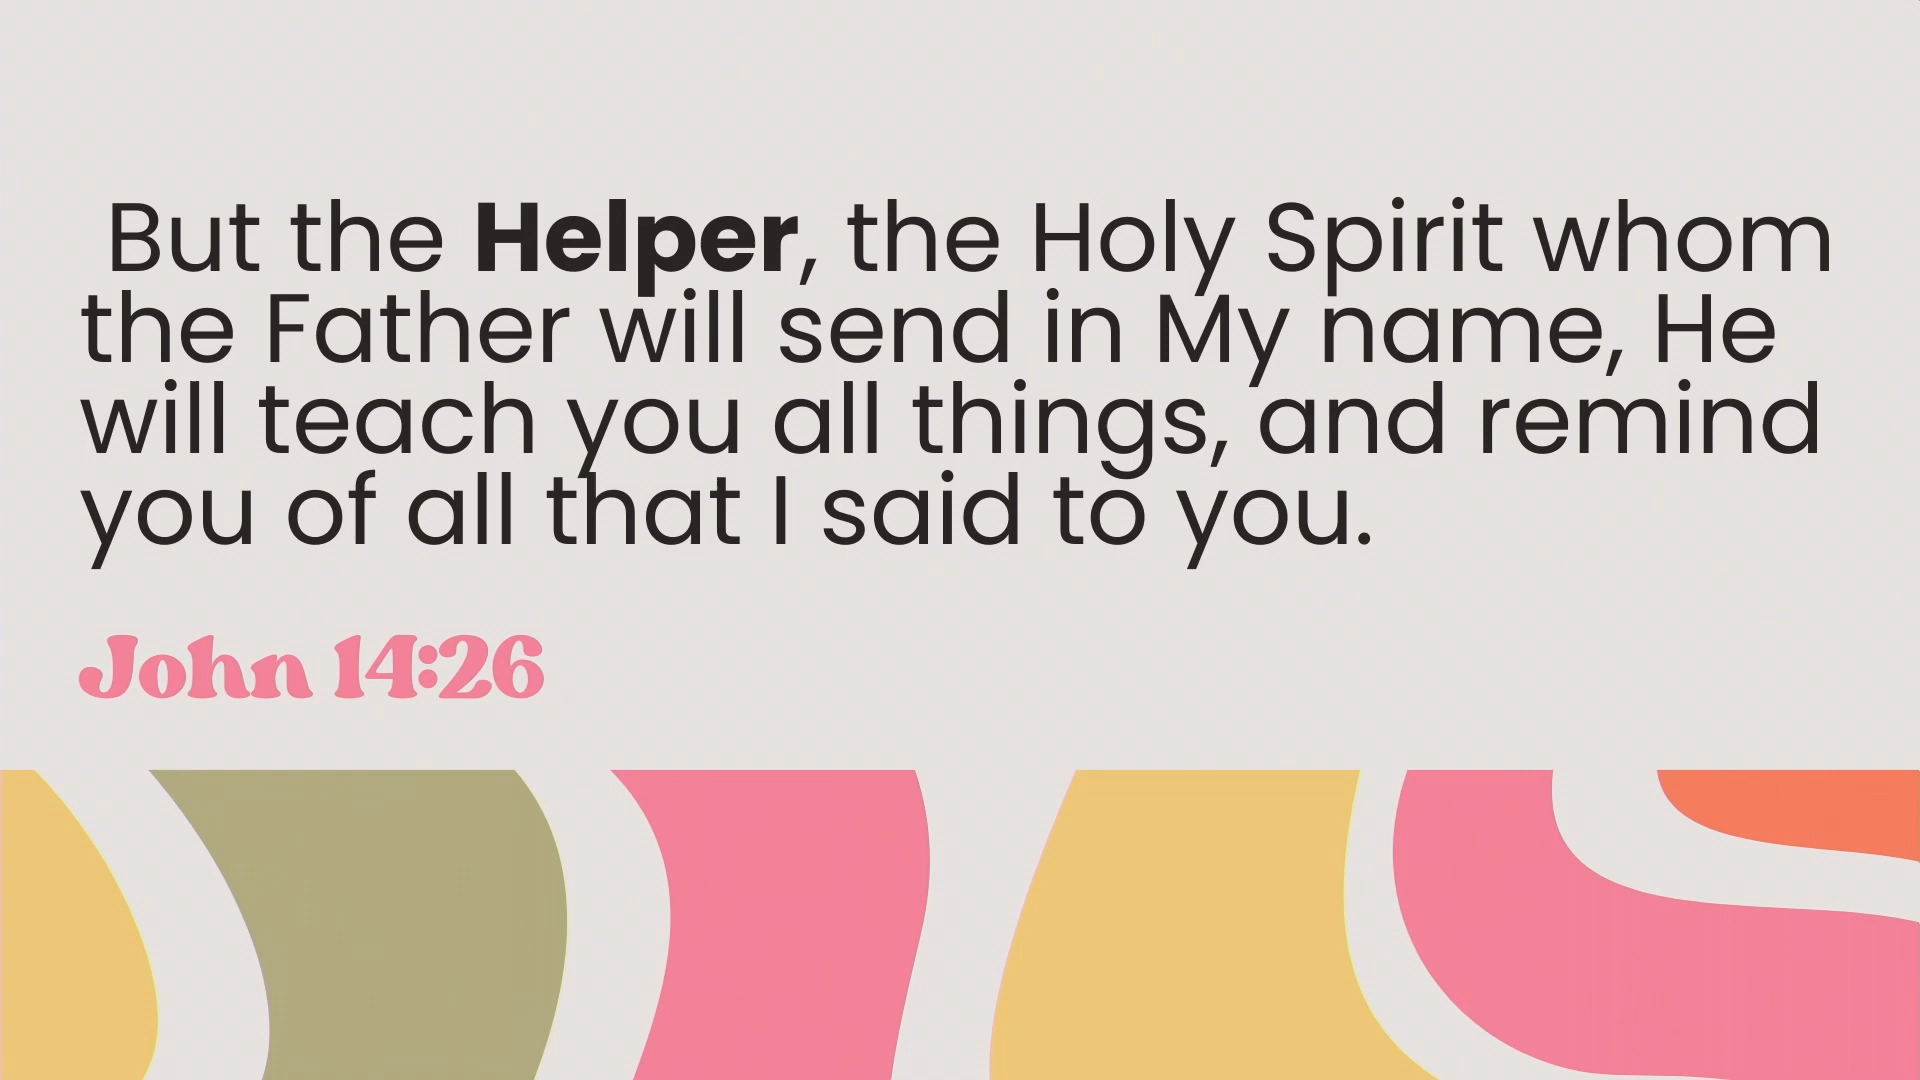 But the Helper, the Holy Spirit whom
the Father will send in My name, He
will teach you all things, and remind
you of all that I said to you.
John 14:26